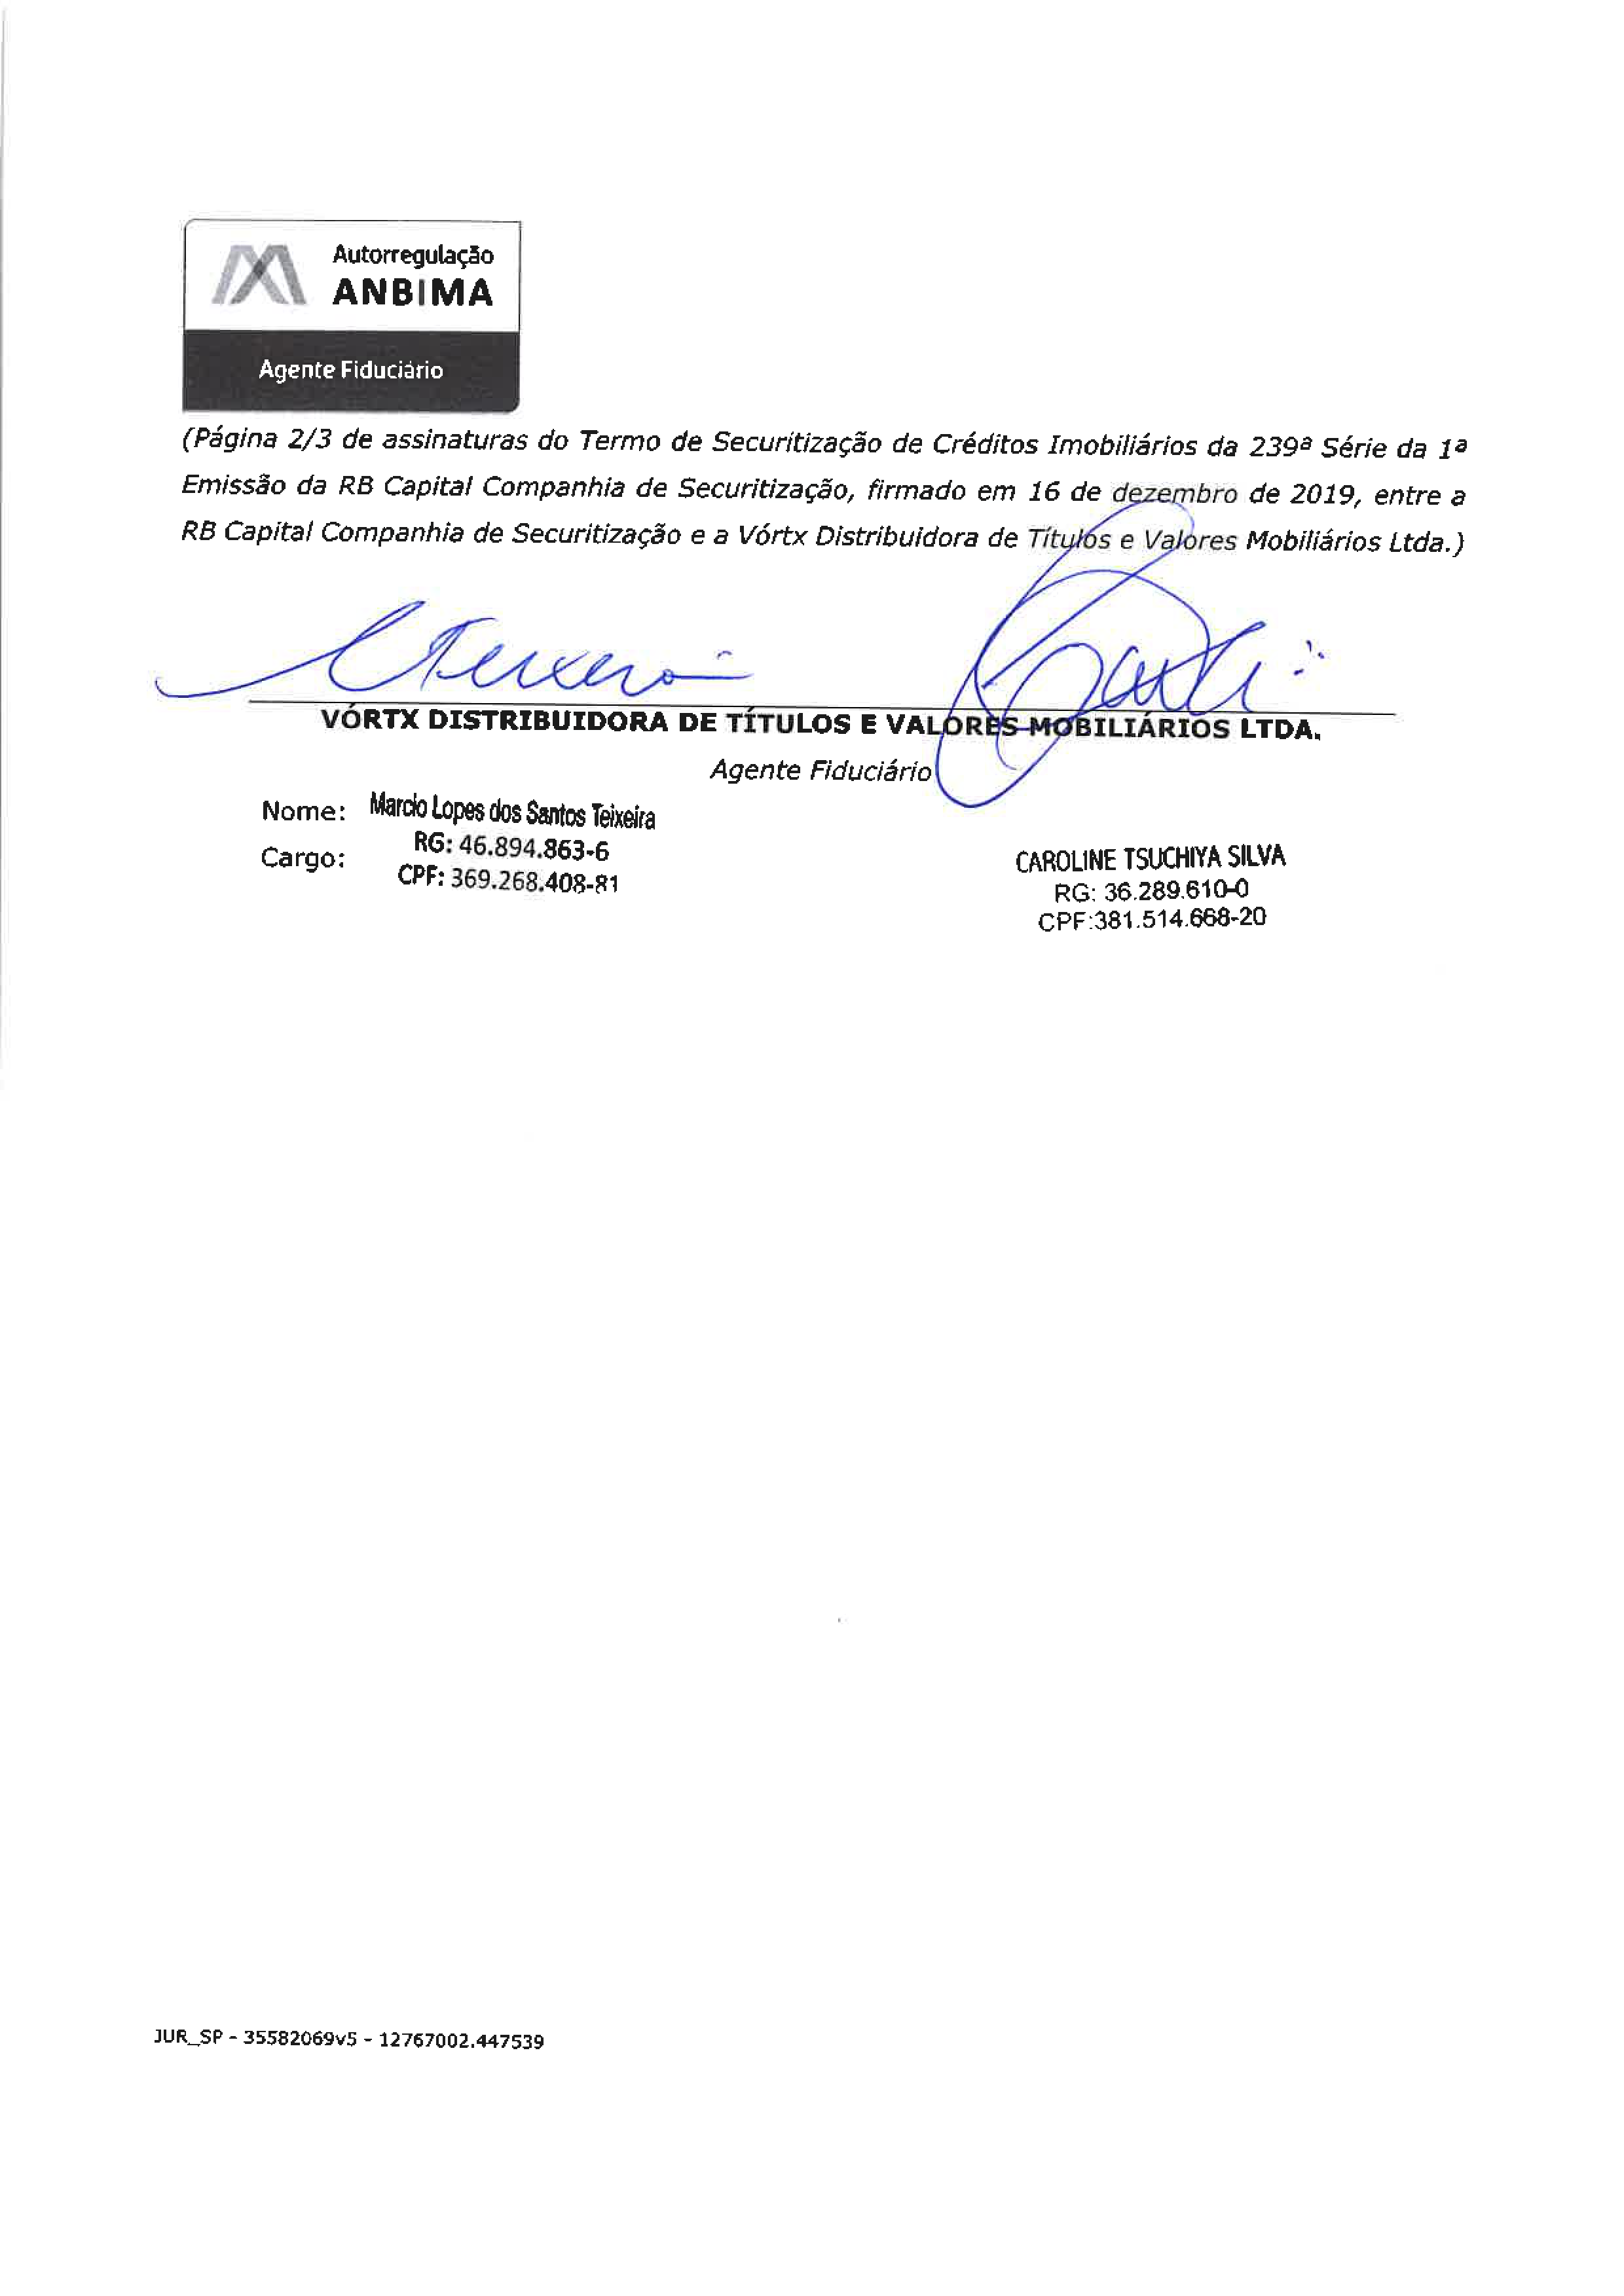 Autorregulação
ANBIMA
Agente Fiduciário
(Página 2/3 de assinaturas do Termo de Securitização de Créditos Imobiliários da 239ª Série da 1ª
Emissão da RB Capital Companhia de Securitização, firmado em 16 de dezembro de 2019, entre a
RB Capital Companhia de Securitização e a Vórtx Distribuidora de Títulos e Valores Mobiliários Ltda.)
VÓRTX DISTRIBUIDORA DE TÍTULOS E VALORES MOBILIÁRIOS LTDA.
Agente Fiduciário
Nome: Marcio Lopes dos Santos Teixeira
RG: 46.894.863-6
Cargo:
CPF: 369.268.408-81
CAROLINE TSUCHIYA SILVA
RG: 36.289.610-0
CPF:381.514.668-20
JUR_SP - 35582069v5 - 12767002.447539